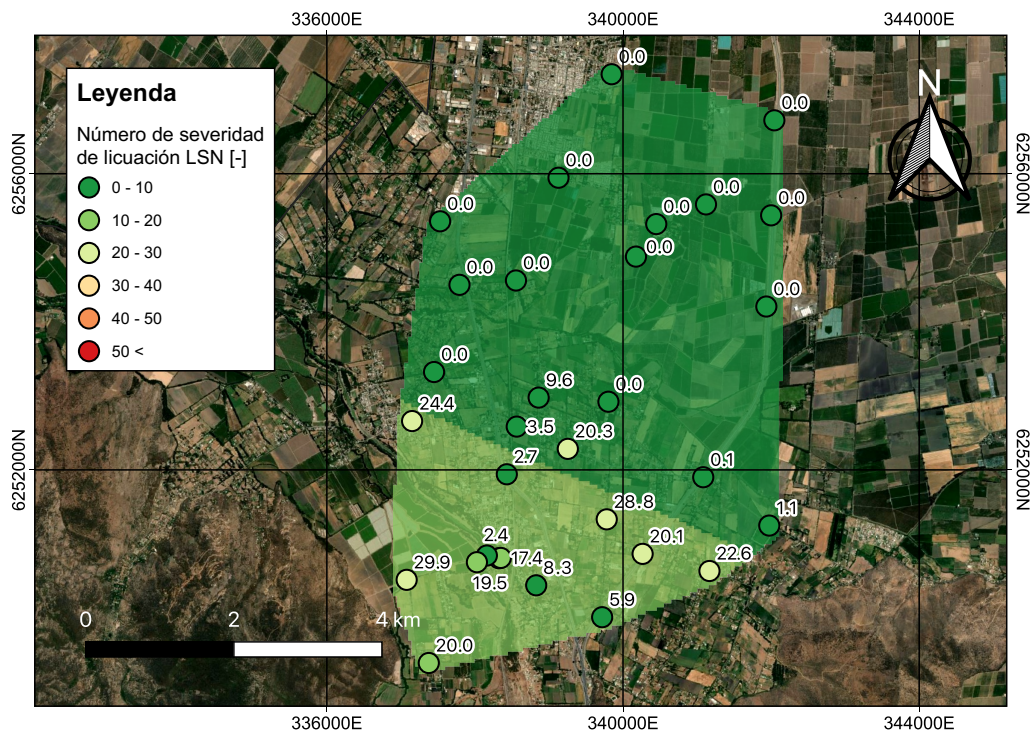 336000E
340000E
344000E
6256000N
6252000N
6256000N
6252000N
N
Leyenda
Número de severidad
de licuación LSN [-]
0 - 10
10 - 20
20 - 30
30 - 40
40 - 50
50 <
0.0
0.0
0.0
0.0
0.0
0.0
0.0
0.0
0.0
0.0
0.0
0.0
9.6
0.0
24.4
3.5
20.3
2.7
0.1
28.8
1.1
2.4
17.4
20.1
22.6
29.9
19.5
8.3
5.9
20.0
0
2
4 km
336000E
340000E
344000E